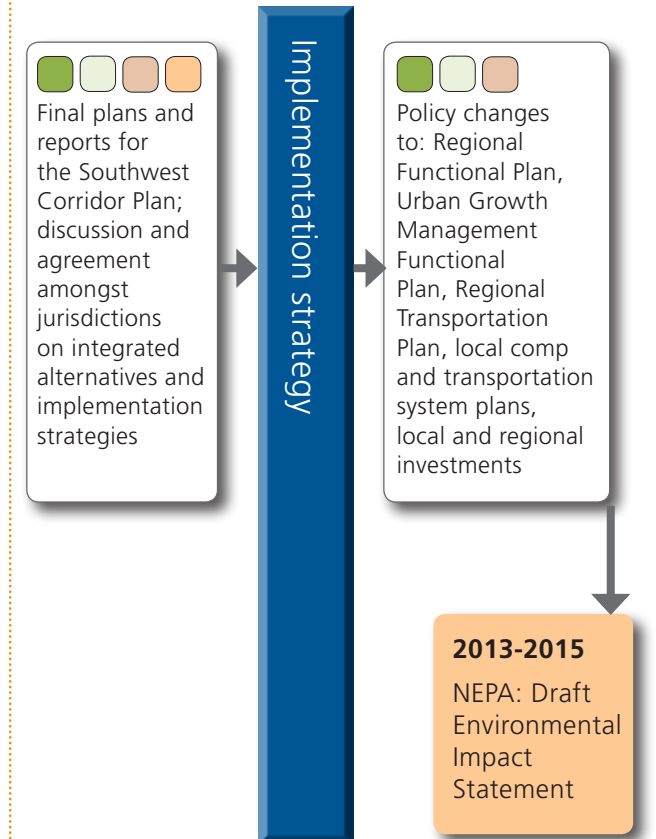 Final plans and
reports for
the Southwest
Corridor Plan;
discussion and
agreement
amongst
jurisdictions
on integrated
alternatives and
implementation
strategies
Implementation strategy
Policy changes
to: Regional
Functional Plan,
Urban Growth
Management
Functional
Plan, Regional
Transportation
Plan, local comp
and transportation
system plans,
local and regional
investments
2013-2015
NEPA: Draft
Environmental
Impact
Statement